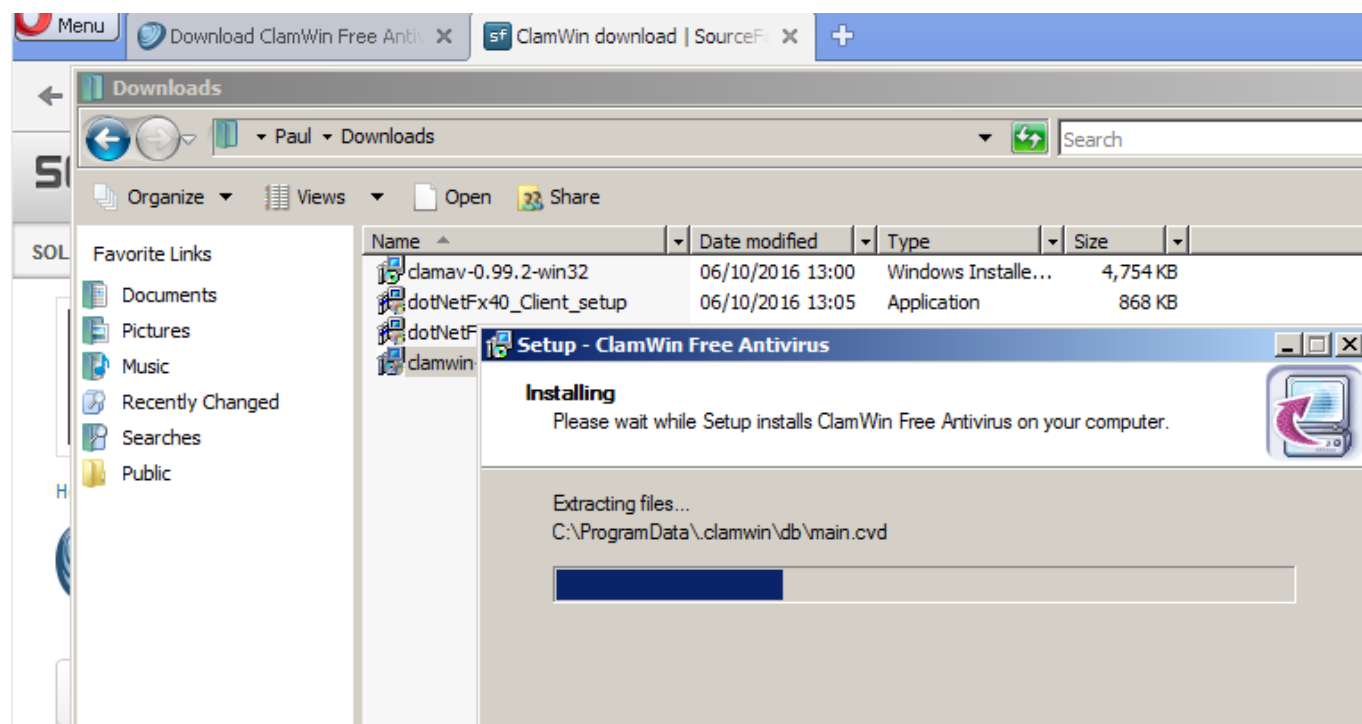 Menu
Download ClamWin Free Anti
sf ClamWin download | SourceF
Downloads
Paul Downloads
Search
Organize Views Open Share
SOL
Favorite Links
Documents
Pictures
Music
Recently Changed
Searches
Public
Name Date modified Type Size
clamav-0.99.2-win32 06/10/2016 13:00 Windows Installe... 4,754 KB
dotNetFx40_Client_setup 06/10/2016 13:05 Application 868 KB
dotNetF
clamwin-
Setup - ClamWin Free Antivirus
Installing
Please wait while Setup installs ClamWin Free Antivirus on your computer.
Extracting files...
C:\ProgramData\.clamwin\db\main.cvd